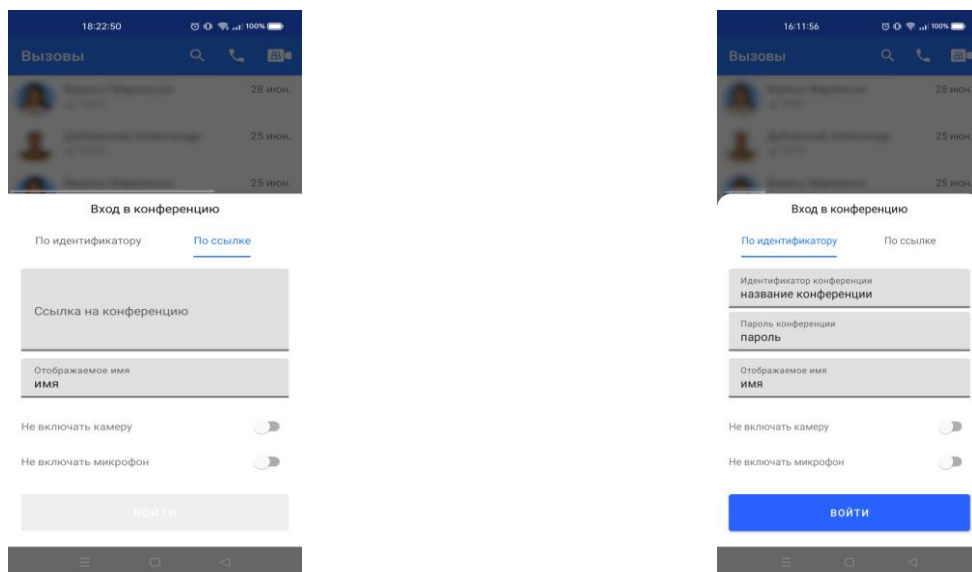 18:22:50
100%
Вызовы
28 июн.
25 июн.
25 июн.
Вход в конференцию
По идентификатору
По ссылке
Ссылка на конференцию
Отображаемое имя
имя
Не включать камеру
Не включать микрофон
ВОЙТИ
16:11:56
100%
Вызовы
28 июн.
25 июн.
25 июн.
Вход в конференцию
По идентификатору
По ссылке
Идентификатор конференции
название конференции
Пароль конференции
пароль
Отображаемое имя
имя
Не включать камеру
Не включать микрофон
ВОЙТИ